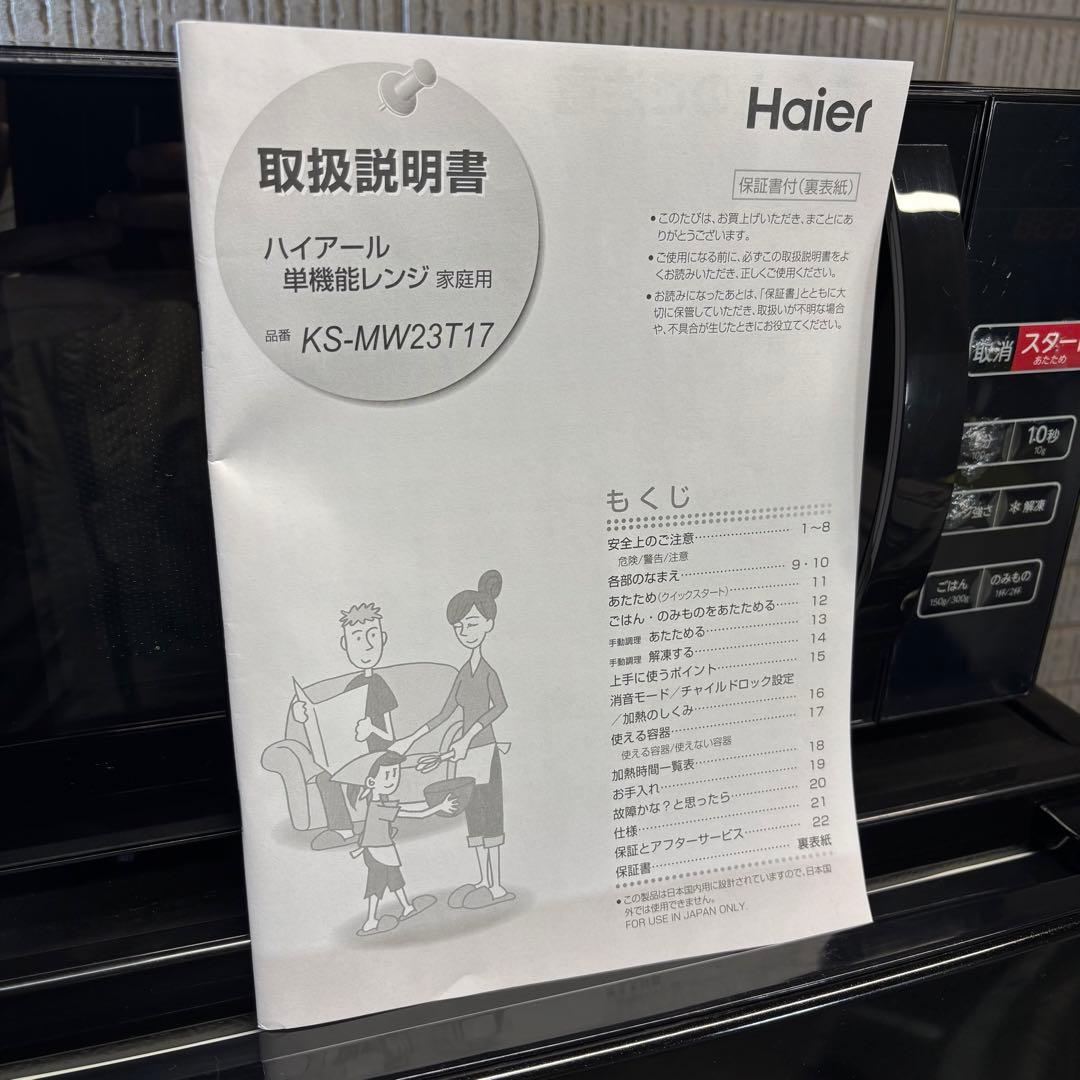 取扱説明書
ハイアール
単機能レンジ 家庭用
品番 KS-MW23T17
Haier
保証書付(裏表紙)
●このたびは、お買上げいただき、まことにあ
りがとうございます。
●ご使用になる前に、必ずこの取扱説明書をよ
くお読みいただき、正しくご使用ください。
●お読みになったあとは、「保証書」とともに大
切に保管していただき、取扱いが不明な場合
や、不具合が生じたときにお役立てください。
もくじ
安全上のご注意 1〜8
危険/警告/注意
各部のなまえ 9・10
あたため(クイックスタート) 11
ごはん・のみものをあたためる 12
手動調理 あたためる 13
手動調理 解凍する 14
上手に使うポイント 15
消音モード/チャイルドロック設定
/加熱のしくみ 16
使える容器 17
使える容器/使えない容器
加熱時間一覧表 18
お手入れ 19
故障かな?と思ったら 20
仕様 21
保証とアフターサービス 22
保証書 裏表紙
●この製品は日本国内用に設計されていますので、日本国
外では使用できません。
FOR USE IN JAPAN ONLY.
取消
スタート
あたため
10秒
10g
100g
強さ
解凍
ごはん
150g/300g
のみもの
1杯/2杯